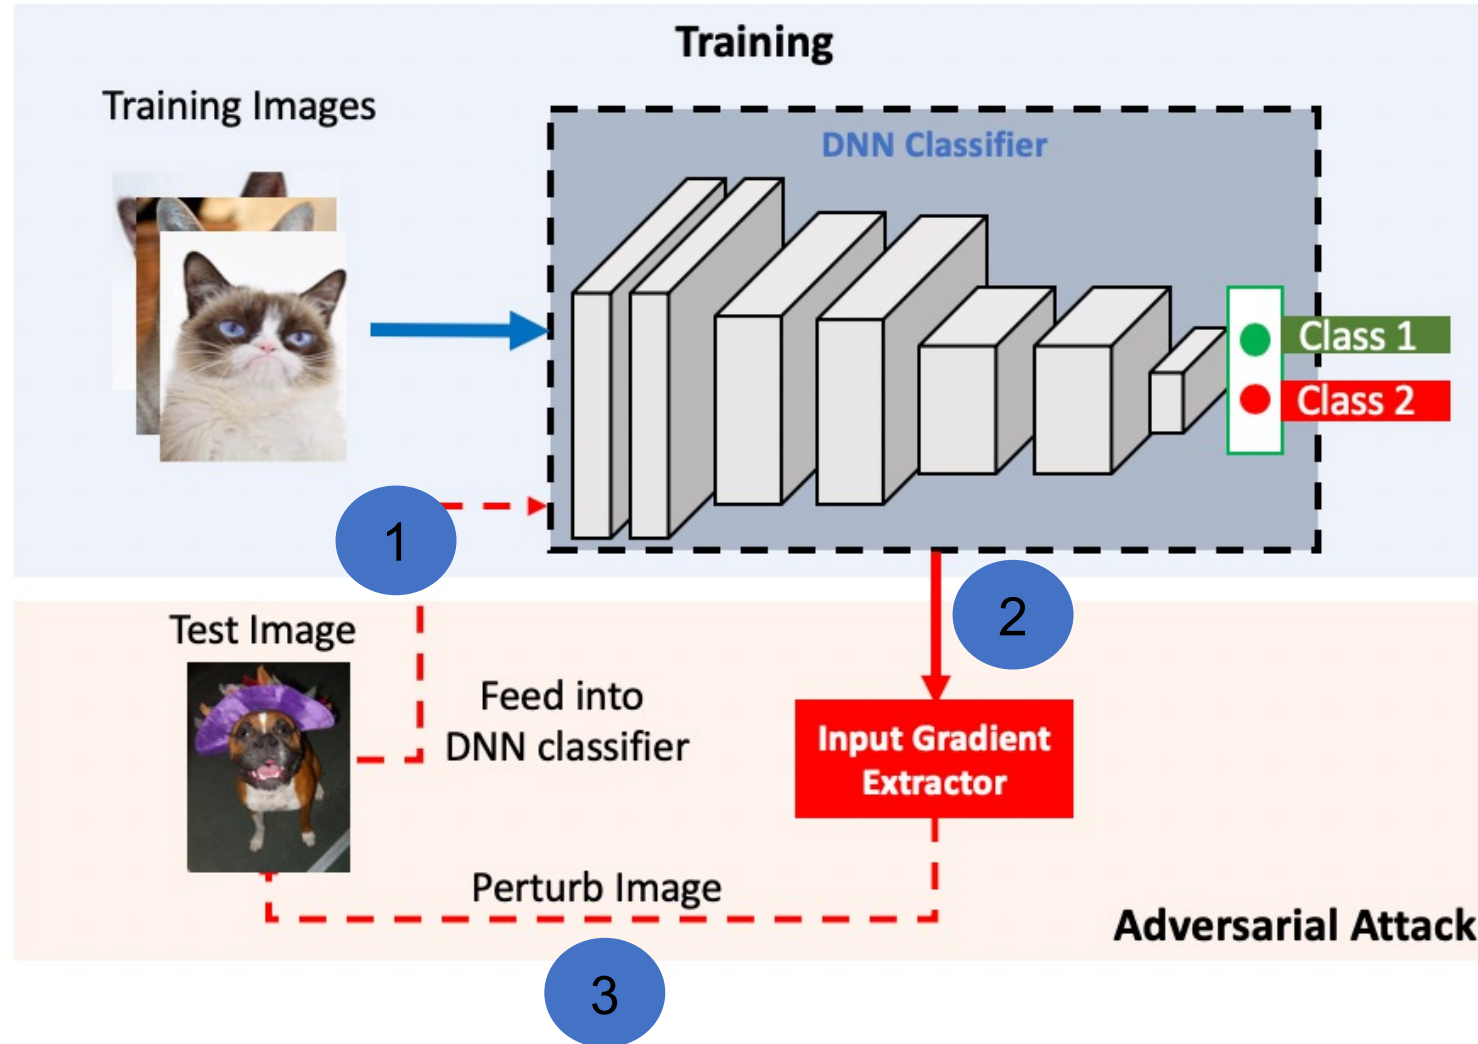 Training
Training Images
DNN Classifier
Class 1
Class 2
1
2
Test Image
Feed into
DNN classifier
Input Gradient
Extractor
Perturb Image
Adversarial Attack
3